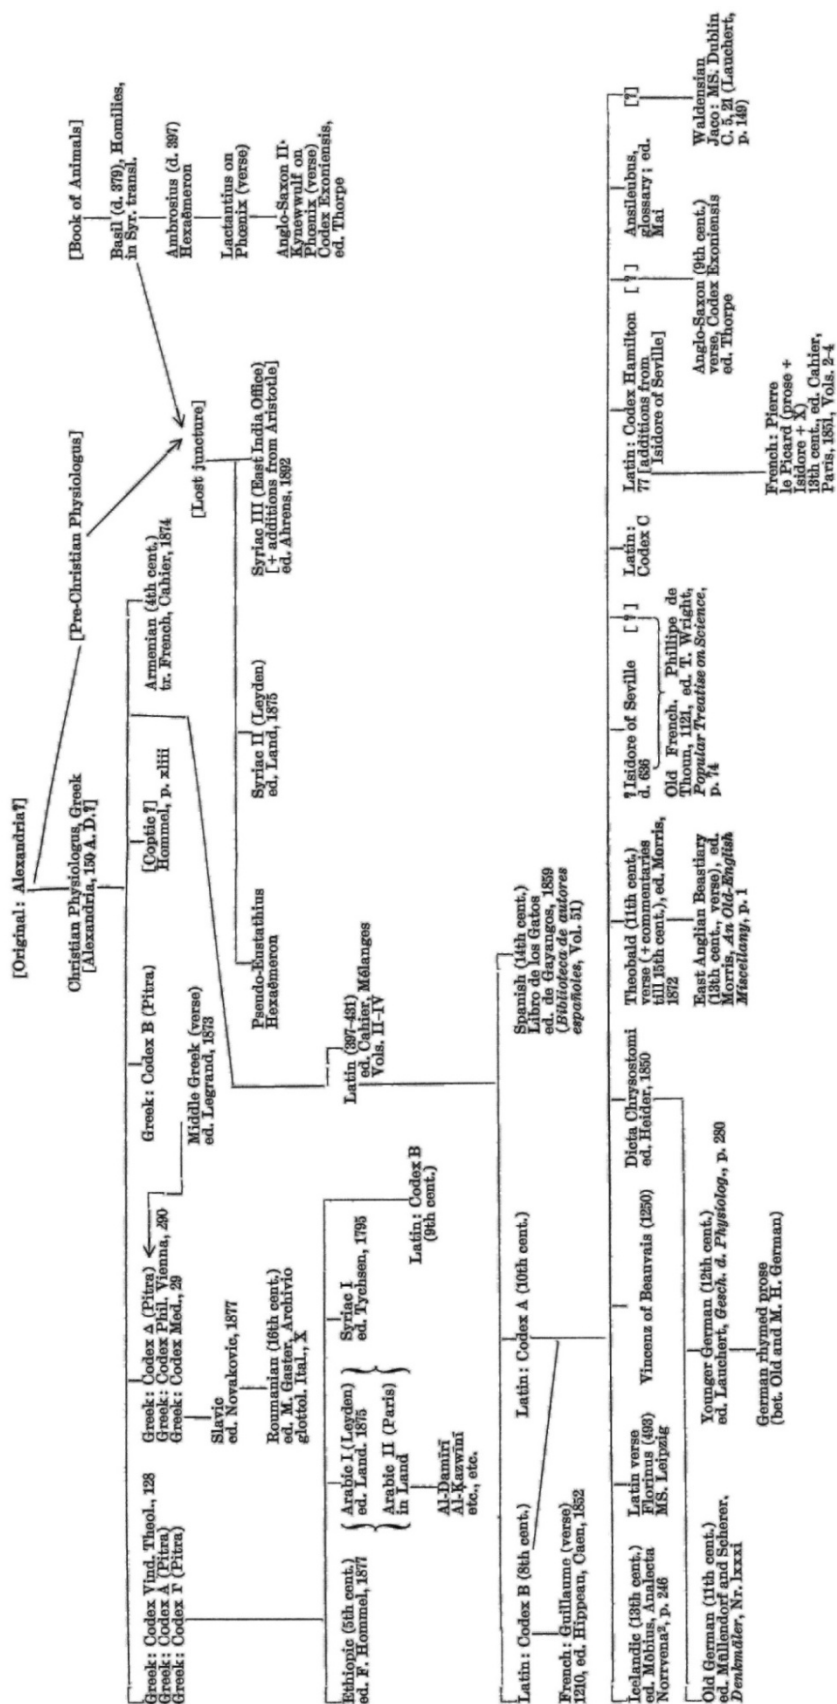 [Original: Alexandria?]
Christian Physiologus, Greek
[Alexandria, 150 A. D.?]
[Pre-Christian Physiologus]
[Book of Animals]
Basil (d. 379), Homilies,
in Syr. transl.
Ambrosius (d. 397)
Hexaëmeron
Lactantius on
Phœnix (verse)
Anglo-Saxon II·
Kynewwulf on
Phœnix (verse)
Codex Exoniensis,
ed. Thorpe
Greek: Codex Vind. Theol., 128
Greek: Codex A (Pitra)
Greek: Codex Γ (Pitra)
Greek: Codex Δ (Pitra)
Greek: Codex Phil. Vienna, 290
Greek: Codex Med., 29
Greek: Codex B (Pitra)
[Coptic?]
Hommel, p. xliii
Armenian (4th cent.)
tr. French, Cahier, 1874
[Lost juncture]
Slavic
ed. Novakovic, 1877
Roumanian (16th cent.)
ed. M. Gaster, Archivio
glottol. Ital., X
Middle Greek (verse)
ed. Legrand, 1873
Pseudo-Eustathius
Hexaëmeron
Syriac II (Leyden)
ed. Land, 1875
Syriac III (East India Office)
[+ additions from Aristotle]
ed. Ahrens, 1892
Ethiopic (5th cent.)
ed. F. Hommel, 1877
Arabic I (Leyden)
ed. Land. 1875
Arabic II (Paris)
in Land
Al-Damīrī
Al-Kazwīnī
etc., etc.
Syriac I
ed. Tychsen, 1795
Latin: Codex B
(9th cent.)
Latin (397-431)
ed. Cahier, Mélanges
Vols. II-IV
Latin: Codex B (8th cent.)
French: Guillaume (verse)
1210, ed. Hippeau, Caen, 1852
Latin: Codex A (10th cent.)
Spanish (14th cent.)
Libro de los Gatos
ed. de Gayangos, 1859
(Biblioteca de autores
españoles, Vol. 51)
Icelandic (13th cent.)
ed. Möbius, Analecta
Norrvena², p. 246
Latin verse
Florinus (493)
MS. Leipzig
Vincenz of Beauvais (1250)
Dicta Chrysostomi
ed. Heider, 1850
Theobald (11th cent.)
verse (+ commentaries
till 15th cent.), ed. Morris,
1872
East Anglian Beastiary
(13th cent., verse), ed.
Morris, An Old-English
Miscellany, p. 1
? Isidore of Seville
d. 636
[?]
Old French. Phillipe de
Thoun, 1121, ed. T. Wright,
Popular Treatise on Science,
p. 74
Latin:
Codex C
Latin: Codex Hamilton
77 [additions from
Isidore of Seville]
French: Pierre
le Picard (prose +
Isidore + X)
13th cent., ed. Cahier,
Paris, 1851, Vols. 2-4
[?]
Anglo-Saxon (9th cent.)
verse, Codex Exoniensis
ed. Thorpe
Ansileubus,
glossary; ed.
Mai
[?]
Waldensian
Jaco: MS. Dublin
C. 5, 21 (Lauchert,
p. 149)
Old German (11th cent.)
ed. Müllendorf and Scherer,
Denkmäler, Nr. lxxxi
Younger German (12th cent.)
ed. Lauchert, Gesch. d. Physiolog., p. 280
German rhymed prose
(bet. Old and M. H. German)